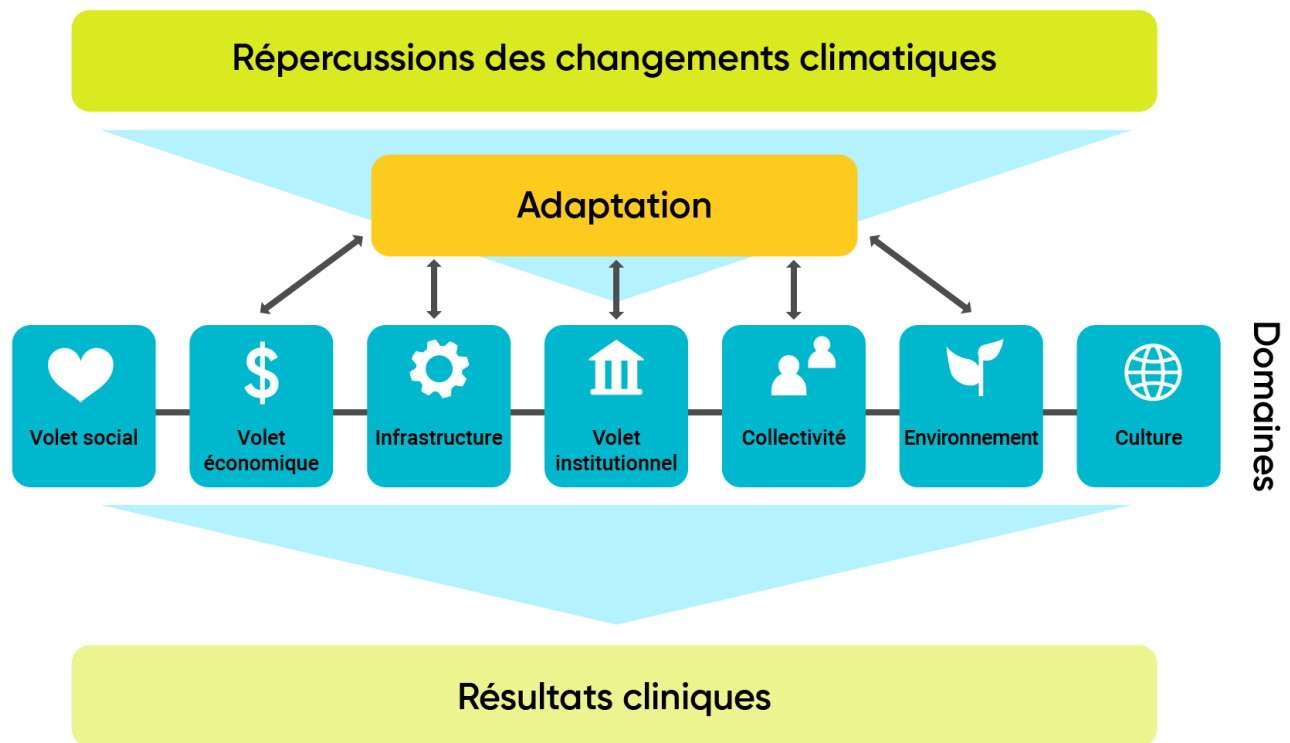 Répercussions des changements climatiques
Adaptation
Volet social
Volet
économique
Infrastructure
Volet
institutionnel
Collectivité
Environnement
Culture
Domaines
Résultats cliniques